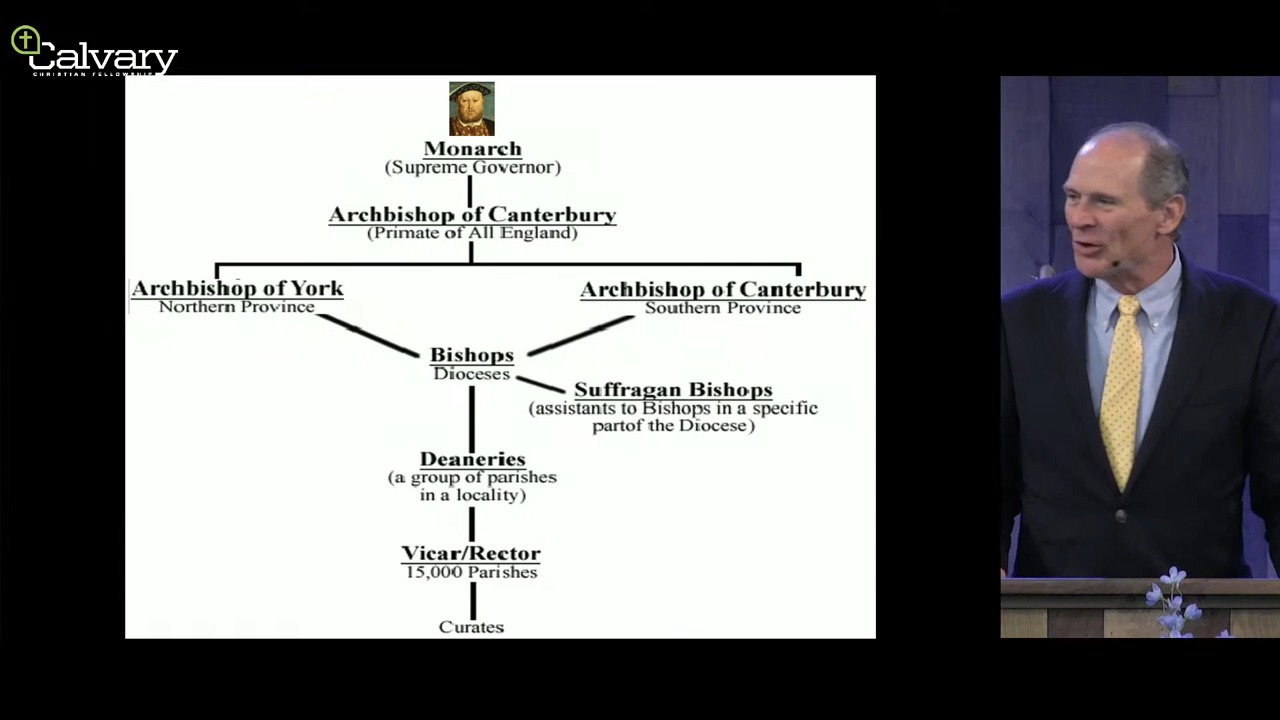 Calvary
CHRISTIAN FELLOWSHIP
Monarch
(Supreme Governor)
Archbishop of Canterbury
(Primate of All England)
Archbishop of York
Northern Province
Archbishop of Canterbury
Southern Province
Bishops
Dioceses
Suffragan Bishops
(assistants to Bishops in a specific
partof the Diocese)
Deaneries
(a group of parishes
in a locality)
Vicar/Rector
15,000 Parishes
Curates